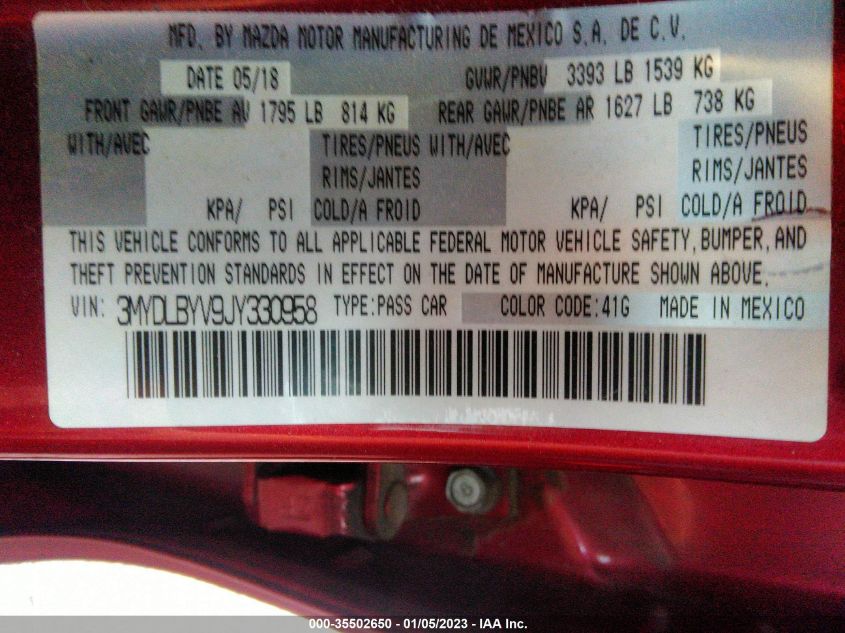 MFD. BY MAZDA MOTOR MANUFACTURING DE MEXICO S.A. DE C.V.
DATE 05/18 GVWR/PNBV 3393 LB 1539 KG
FRONT GAWR/PNBE AV 1795 LB 814 KG REAR GAWR/PNBE AR 1627 LB 738 KG
WITH/AVEC TIRES/PNEUS WITH/AVEC TIRES/PNEUS
RIMS/JANTES RIMS/JANTES
KPA/ PSI COLD/A FROID KPA/ PSI COLD/A FROID
THIS VEHICLE CONFORMS TO ALL APPLICABLE FEDERAL MOTOR VEHICLE SAFETY, BUMPER, AND
THEFT PREVENTION STANDARDS IN EFFECT ON THE DATE OF MANUFACTURE SHOWN ABOVE.
VIN: 3MYDLBYV9JY330958 TYPE:PASS CAR COLOR CODE:41G MADE IN MEXICO
000-35502650 - 01/05/2023 - IAA Inc.